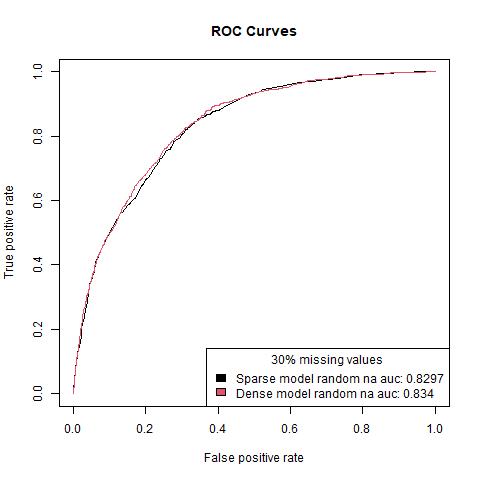 ROC Curves
True positive rate
1.0
0.8
0.6
0.4
0.2
0.0
30% missing values
Sparse model random na auc: 0.8297
Dense model random na auc: 0.834
0.0 0.2 0.4 0.6 0.8 1.0
False positive rate